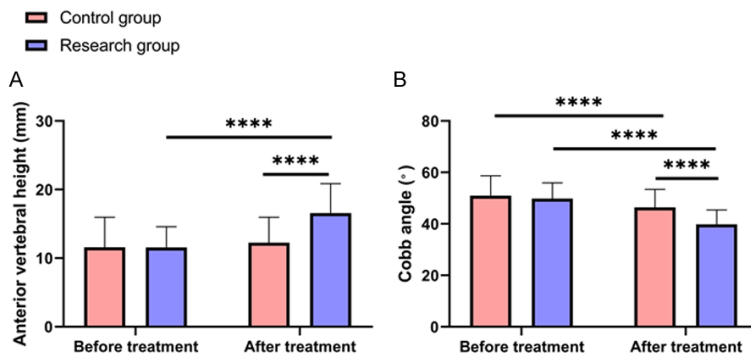 Control group
Research group
A
Anterior vertebral height (mm)
30
20
10
0
****
****
Before treatment
After treatment
B
Cobb angle (°)
80
60
40
20
0
****
****
****
Before treatment
After treatment